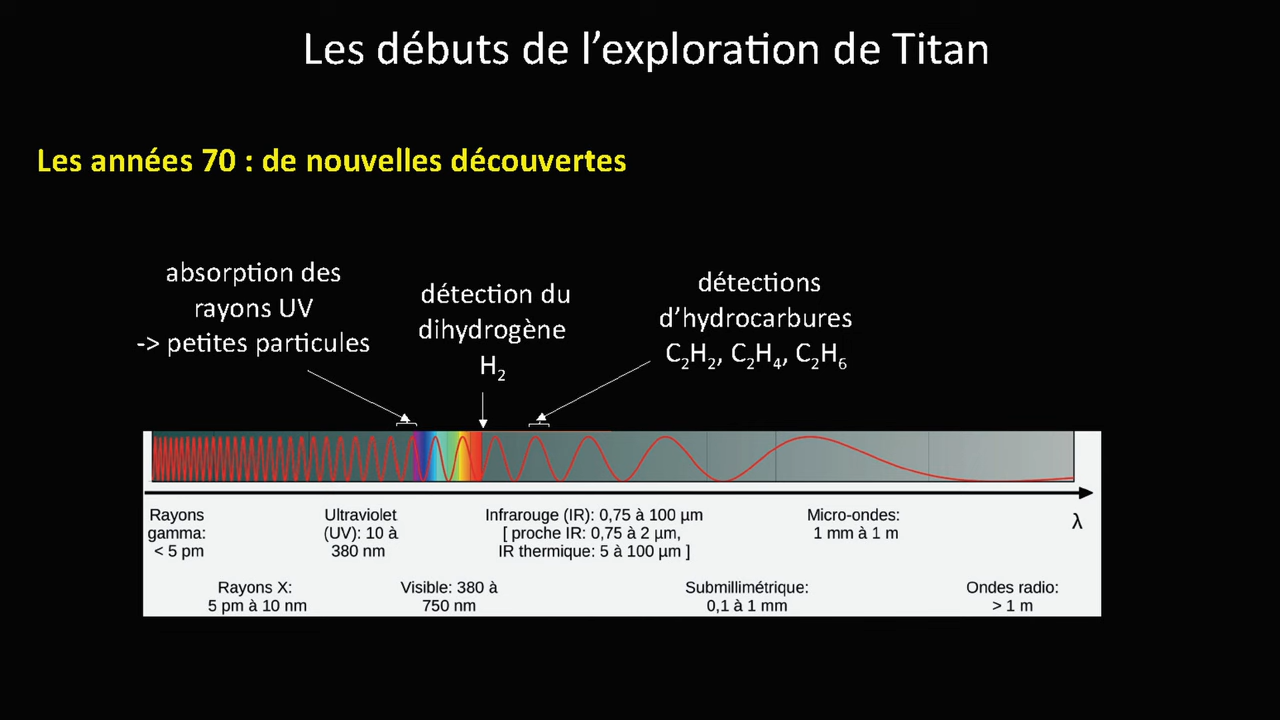 Les débuts de l’exploration de Titan
Les années 70 : de nouvelles découvertes
absorption des
rayons UV
-> petites particules
détection du
dihydrogène
H₂
détections
d’hydrocarbures
C₂H₂, C₂H₄, C₂H₆
λ
Rayons
gamma:
< 5 pm
Ultraviolet
(UV): 10 à
380 nm
Infrarouge (IR): 0,75 à 100 µm
[ proche IR: 0,75 à 2 µm,
IR thermique: 5 à 100 µm ]
Micro-ondes:
1 mm à 1 m
Rayons X:
5 pm à 10 nm
Visible: 380 à
750 nm
Submillimétrique:
0,1 à 1 mm
Ondes radio:
> 1 m